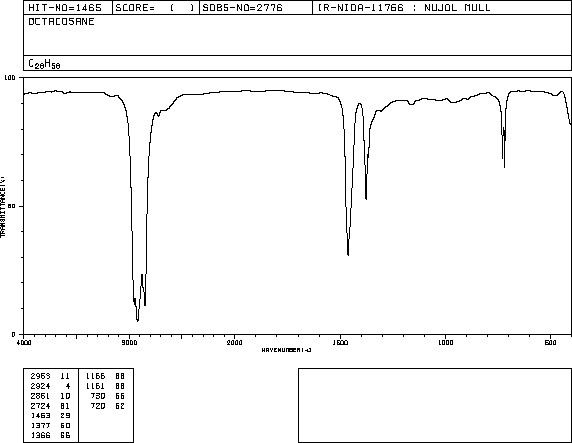 HIT-NO=1465 SCORE= ( ) SDBS-NO=2776 IR-NIDA-11766 : NUJOL MULL
OCTACOSANE
C28H58
100
50
0
TRANSMITTANCE(%)
4000 3000 2000 1500 1000 500
WAVENUMBER(-1)
2953 11 1166 88
2924 4 1161 88
2851 10 730 66
2724 81 720 62
1463 29
1377 60
1366 66